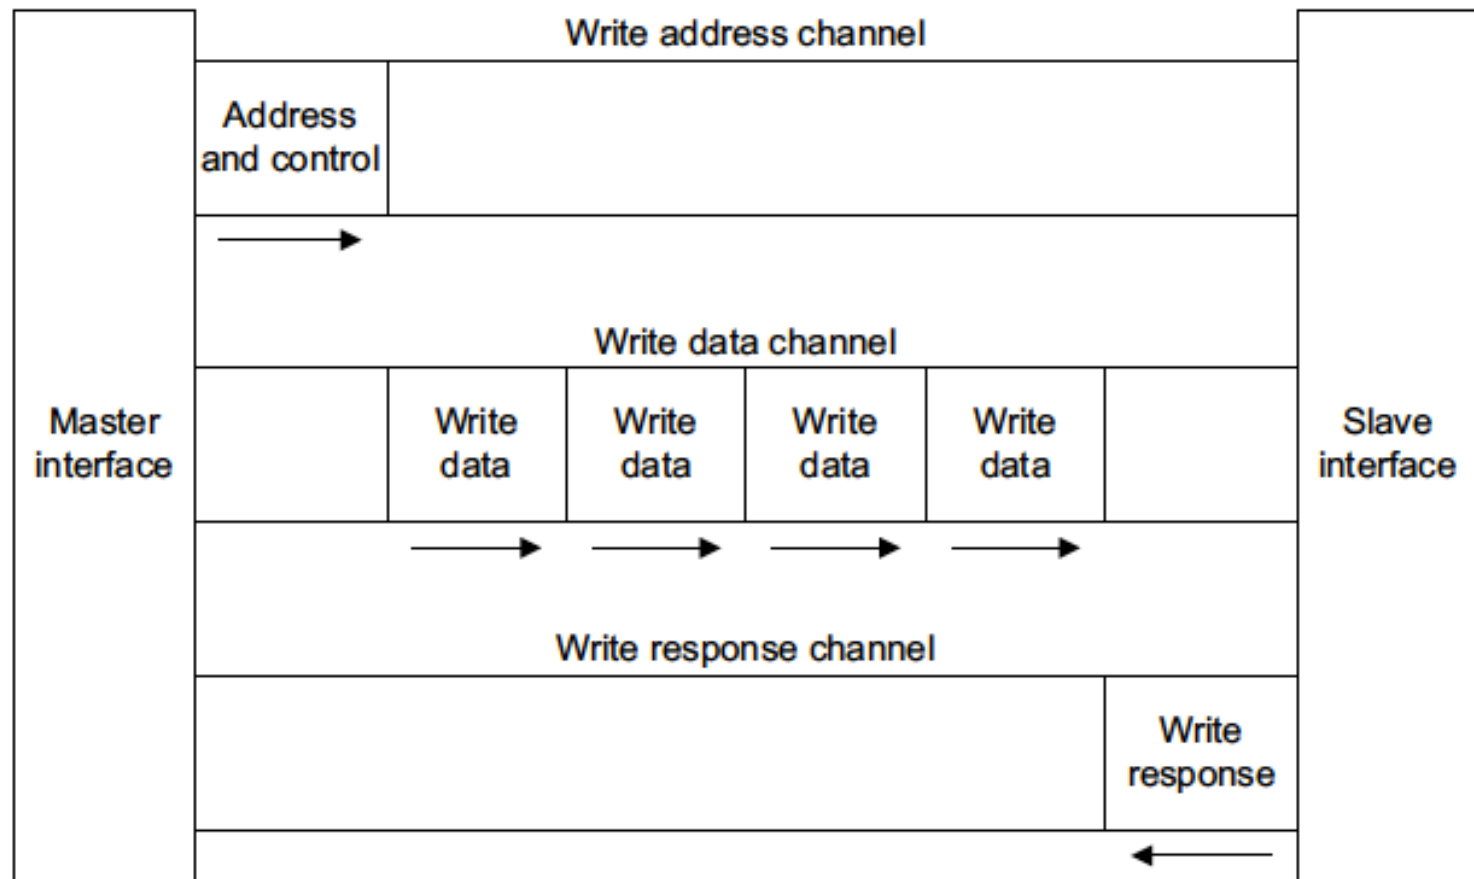 Write address channel
Address
and control
Write data channel
Master
interface
Write
data
Write
data
Write
data
Write
data
Slave
interface
Write response channel
Write
response